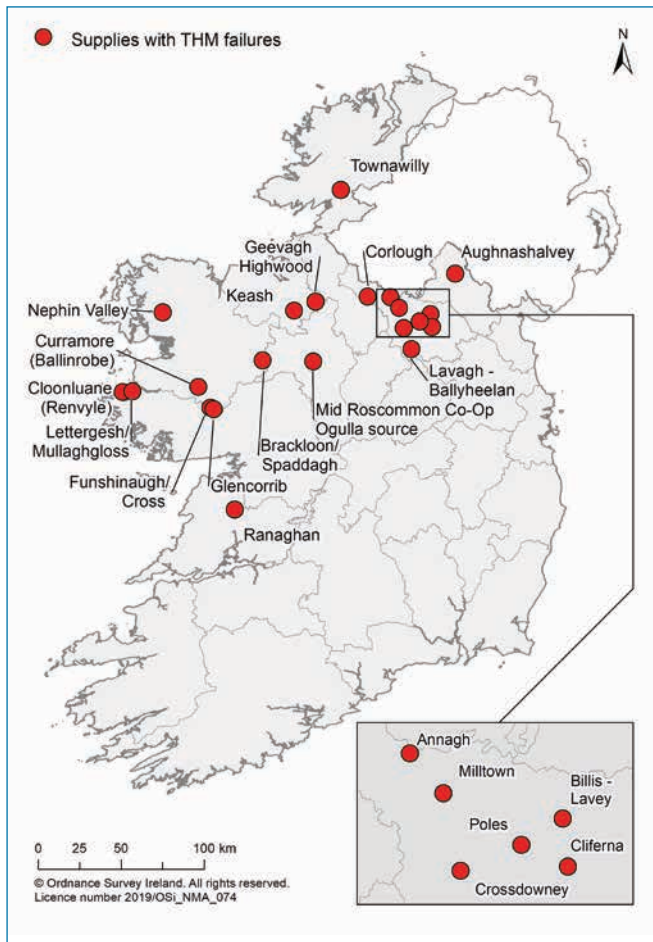 Supplies with THM failures
N
Townawilly
Geevagh
Highwood
Corlough
Aughnashalvey
Keash
Nephin Valley
Curramore
(Ballinrobe)
Cloonluane
(Renvyle)
Lettergesh/
Mullaghgloss
Lavagh -
Ballyheelan
Mid Roscommon Co-Op
Ogulla source
Brackloon/
Spaddagh
Funshinaugh/
Cross
Glencorrib
Ranaghan
Annagh
Milltown
Billis -
Lavey
Poles
Cliferna
Crossdowney
0 25 50 100 km
© Ordnance Survey Ireland. All rights reserved.
Licence number 2019/OSi_NMA_074